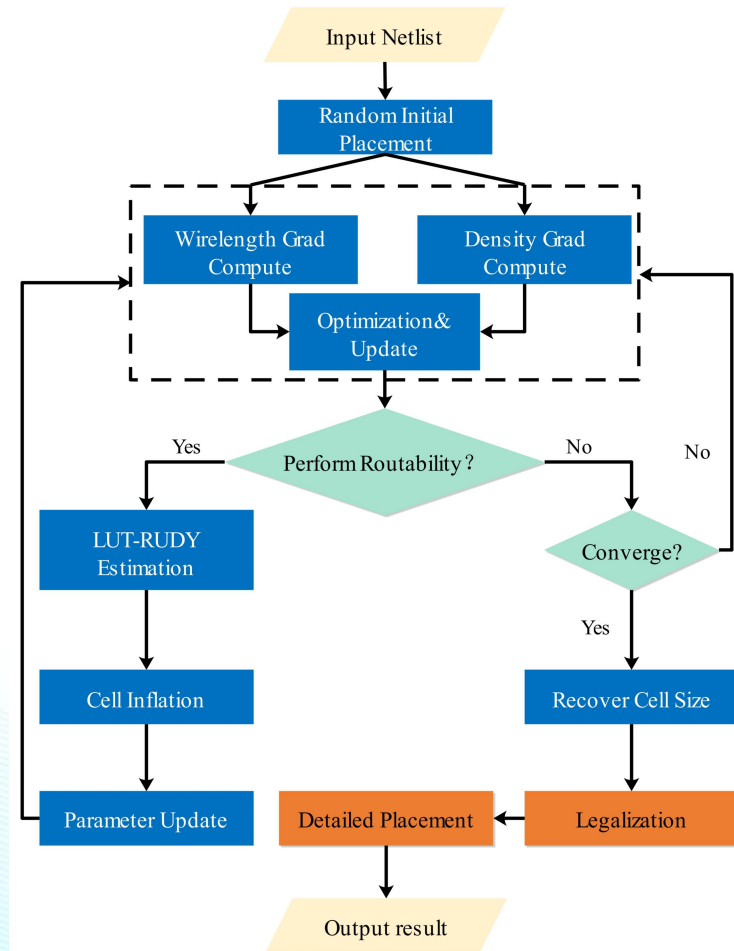 Input Netlist
Random Initial
Placement
Wirelength Grad
Compute
Density Grad
Compute
Optimization&
Update
Yes
Perform Routability?
No
No
LUT-RUDY
Estimation
Converge?
Yes
Cell Inflation
Recover Cell Size
Parameter Update
Detailed Placement
Legalization
Output result